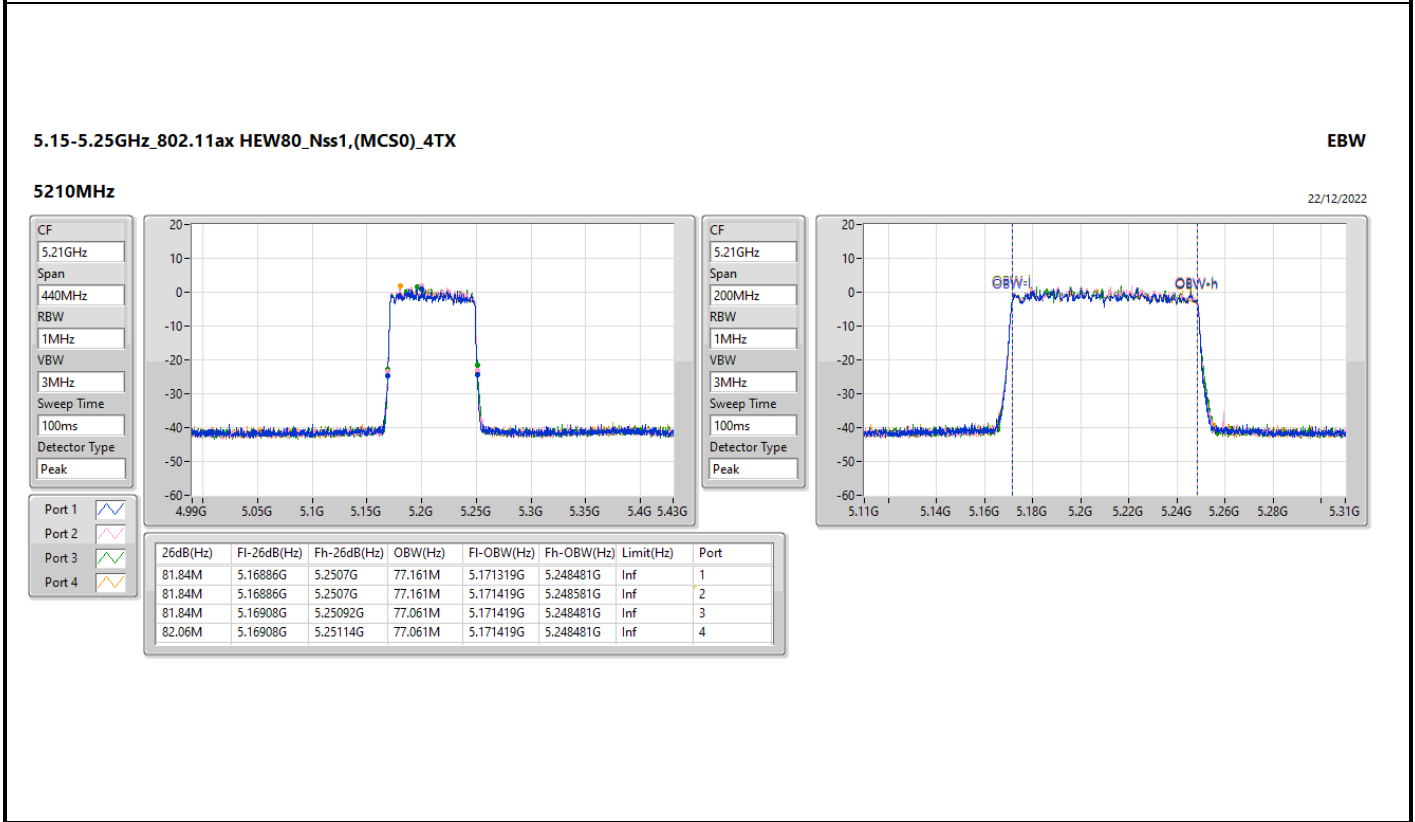 5.15-5.25GHz_802.11ax HEW80_Nss1,(MCS0)_4TX
EBW
5210MHz
22/12/2022
CF
5.21GHz
Span
440MHz
RBW
1MHz
VBW
3MHz
Sweep Time
100ms
Detector Type
Peak
20
10
0
-10
-20
-30
-40
-50
-60
4.99G 5.05G 5.1G 5.15G 5.2G 5.25G 5.3G 5.35G 5.4G 5.43G
CF
5.21GHz
Span
200MHz
RBW
1MHz
VBW
3MHz
Sweep Time
100ms
Detector Type
Peak
20
10
0
-10
-20
-30
-40
-50
-60
OBW-l OBW-h
5.11G 5.14G 5.16G 5.18G 5.2G 5.22G 5.24G 5.26G 5.28G 5.31G
Port 1
Port 2
Port 3
Port 4
26dB(Hz) Fl-26dB(Hz) Fh-26dB(Hz) OBW(Hz) Fl-OBW(Hz) Fh-OBW(Hz) Limit(Hz) Port
81.84M 5.16886G 5.2507G 77.161M 5.171319G 5.248481G Inf 1
81.84M 5.16886G 5.2507G 77.161M 5.171419G 5.248581G Inf 2
81.84M 5.16908G 5.25092G 77.061M 5.171419G 5.248481G Inf 3
82.06M 5.16908G 5.25114G 77.061M 5.171419G 5.248481G Inf 4